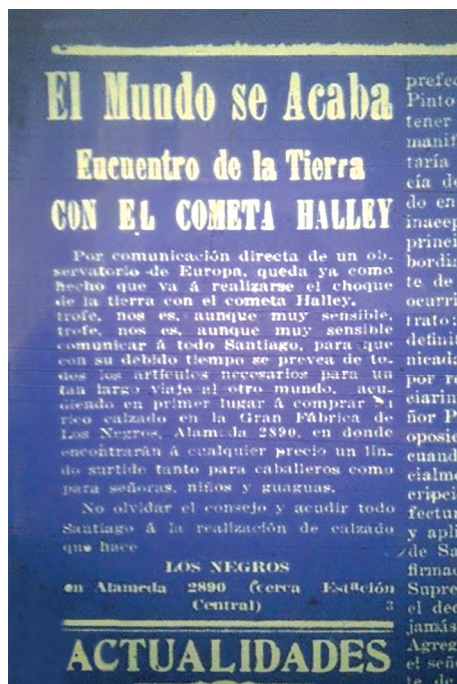 El Mundo se Acaba
Encuentro de la Tierra
CON EL COMETA HALLEY
Por comunicación directa de un ob-
servatorio de Europa, queda ya como
hecho que va á realizarse el choque
de la tierra con el cometa Halley.
trofe, nos es, aunque muy sensible,
trofe, nos es, aunque muy sensible
comunicar á todo Santiago, para que
con su debido tiempo se prevea de to-
dos los artículos necesarios para un
tan largo viaje al otro mundo, acu-
diendo en primer lugar á comprar
rico calzado en la Gran Fábrica de
Los Negros, Alameda 2890, en donde
encontrarán á cualquier precio un lin-
do surtido tanto para caballeros como
para señoras, niños y guaguas.
No olvidar el consejo y acudir todo
Santiago á la realización de calzado
que hace
LOS NEGROS
en Alameda 2890 (cerca Estación
Central) 3
ACTUALIDADES
prefec
Pinto
tener
manif
taría
cía de
do en
inacep
princi
bordin
te de
ocurri
trato:
definit
nicada
por re
ciarin
ñor P
oposic
cuand
cialme
cripci
fectur
y apli
de Sa
firmac
Supre
el dec
jamás
Agreg
el seño
te de